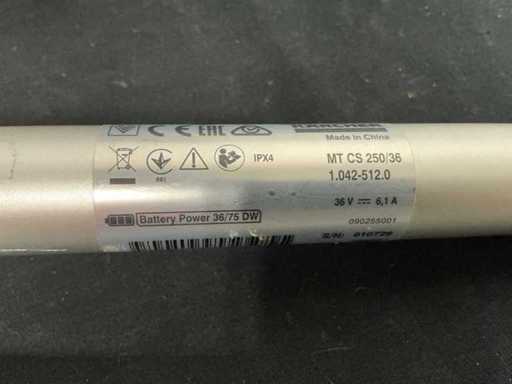 CE EAC
KÄRCHER
Made in China
IPX4
MT CS 250/36
1.042-512.0
36 V ⎓ 6,1 A
Battery Power 36/75 DW
090255001
S/N: 010729